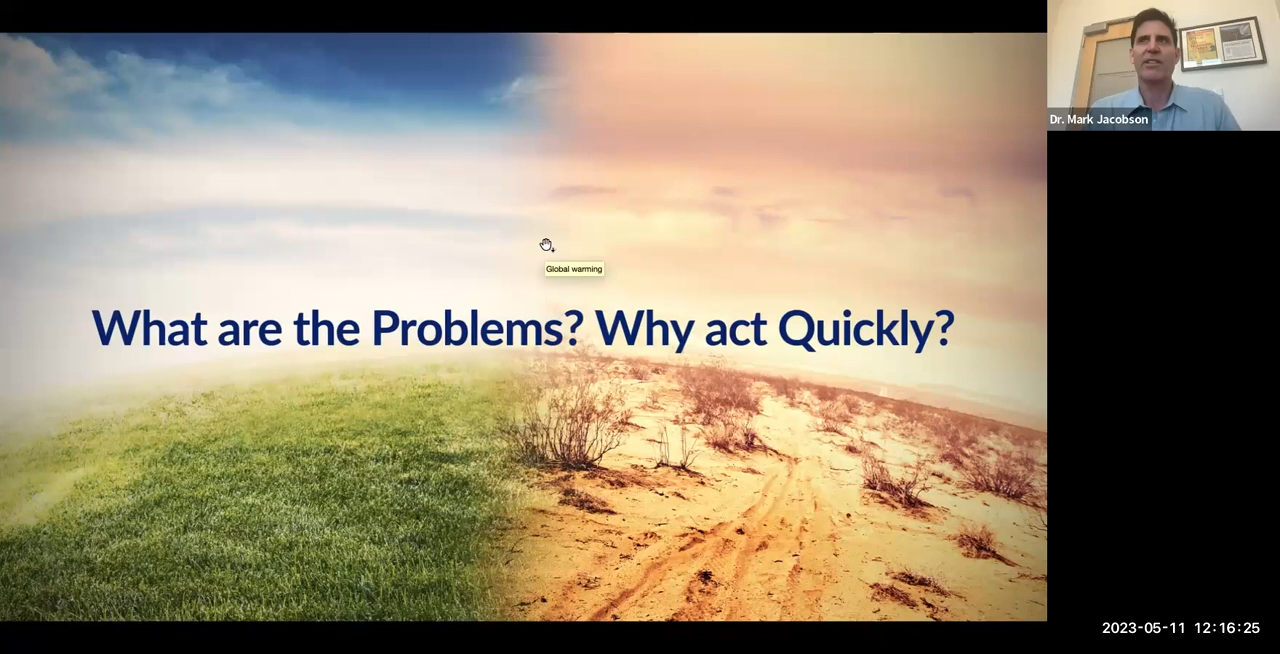 Dr. Mark Jacobson
Global warming
What are the Problems? Why act Quickly?
2023-05-11 12:16:25